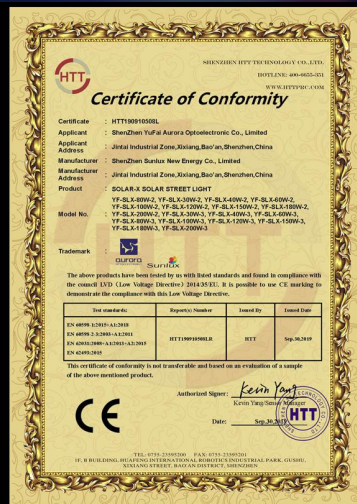 SHENZHEN HTT TECHNOLOGY CO.,LTD.
HOTLINE: 400-6655-351
WWW.HTTPRC.COM
HTT
Certificate of Conformity
Certificate : HTT190910508L
Applicant : ShenZhen YuFai Aurora Optoelectronic Co., Limited
Applicant Address : Jintai Industrial Zone,Xixiang,Bao'an,Shenzhen,China
Manufacturer : ShenZhen Sunlux New Energy Co., Limited
Manufacturer Address : Jintai Industrial Zone,Xixiang,Bao'an,Shenzhen,China
Product : SOLAR-X SOLAR STREET LIGHT
YF-SLX-80W-2, YF-SLX-30W-2, YF-SLX-40W-2, YF-SLX-60W-2,
YF-SLX-100W-2, YF-SLX-120W-2, YF-SLX-150W-2, YF-SLX-180W-2,
Model No. : YF-SLX-200W-2, YF-SLX-30W-3, YF-SLX-40W-3, YF-SLX-60W-3,
YF-SLX-80W-3, YF-SLX-100W-3, YF-SLX-120W-3, YF-SLX-150W-3,
YF-SLX-180W-3, YF-SLX-200W-3
Trademark : aurora Sunlux
The above products have been tested by us with listed standards and found in compliance with
the council LVD (Low Voltage Directive) 2014/35/EU. It is possible to use CE marking to
demonstrate the compliance with this Low Voltage Directive.
Test standards: Report(s) Number Issued By Issued Date
EN 60598-1:2015+A1:2018
EN 60598-2-3:2003+A1:2011
EN 62031:2008+A1:2013+A2:2015
EN 62493:2015
HTT190910508LR HTT Sep.30,2019
This certificate of conformity is not transferable and based on an evaluation of a sample
of the above mentioned product.
Authorized Signer: Kevin Yang
Kevin Yang/Senior Manager
Date: Sep.30,2019
HTT
CE
TEL: 0755-23595200 FAX: 0755-23595201
1F, B BUILDING, HUAFENG INTERNATIONAL ROBOTICS INDUSTRIAL PARK, GUSHU,
XIXIANG STREET, BAO'AN DISTRICT, SHENZHEN